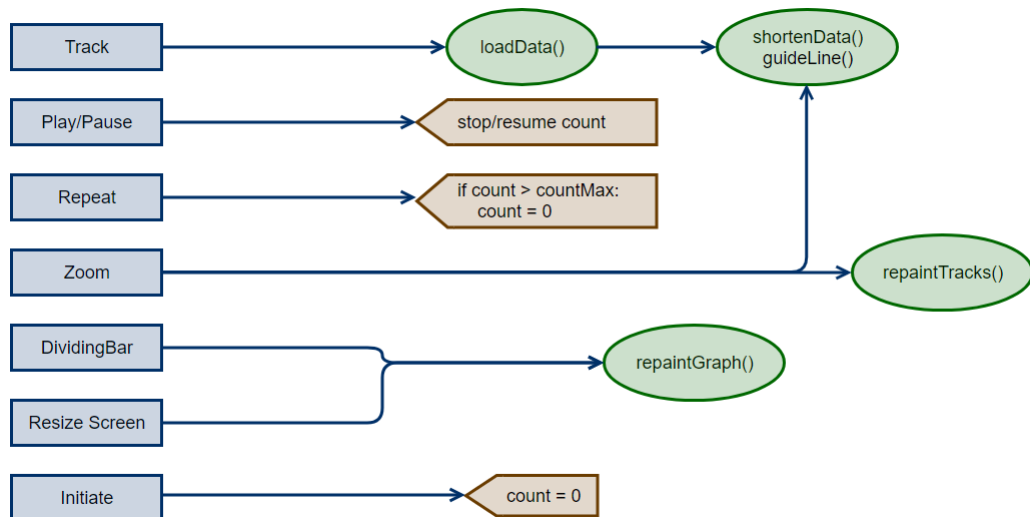 Track
loadData()
shortenData()
guideLine()
Play/Pause
stop/resume count
Repeat
if count > countMax:
count = 0
Zoom
repaintTracks()
DividingBar
repaintGraph()
Resize Screen
Initiate
count = 0